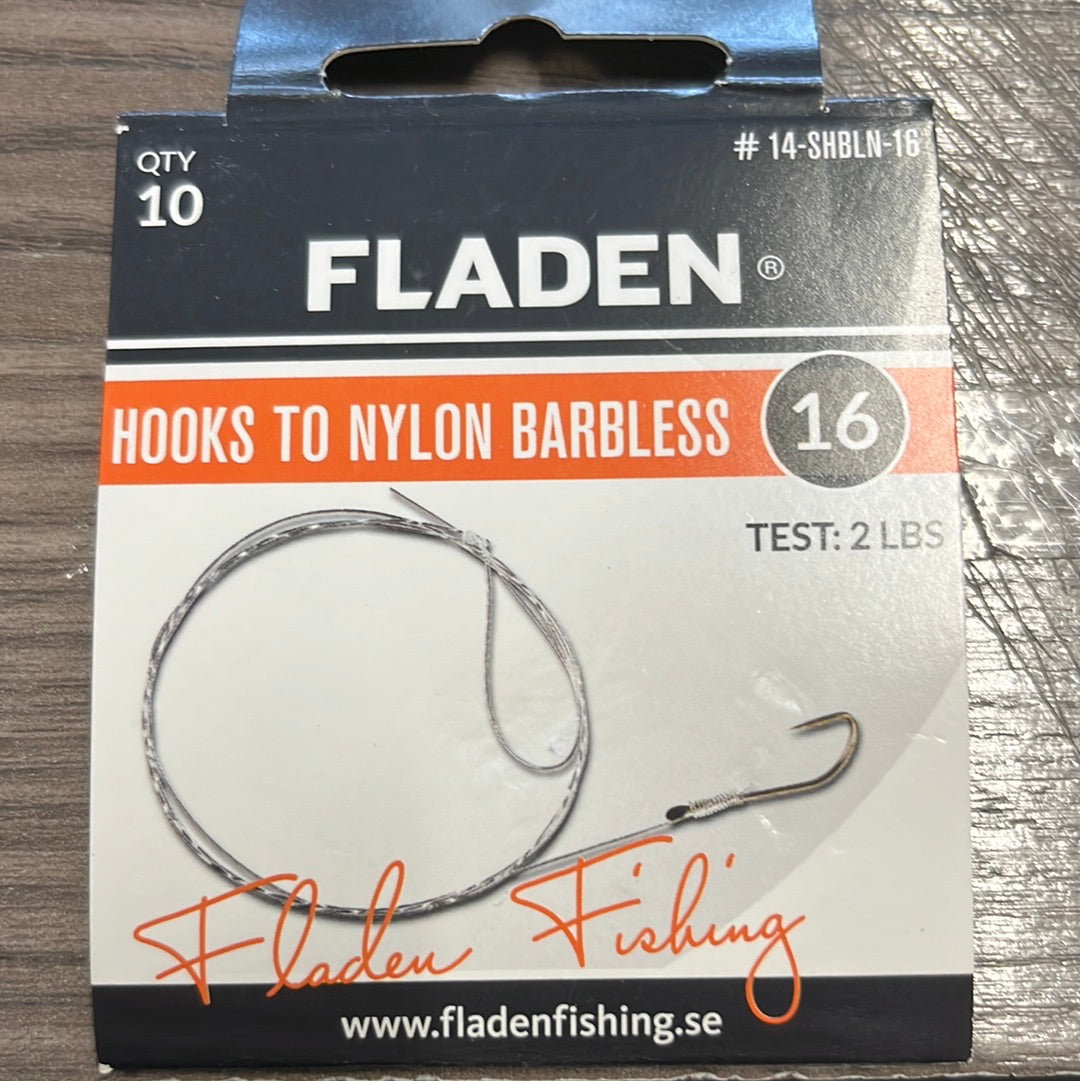 QTY
10
# 14-SHBLN-16
FLADEN®
HOOKS TO NYLON BARBLESS 16
TEST: 2 LBS
Fladen Fishing
www.fladenfishing.se